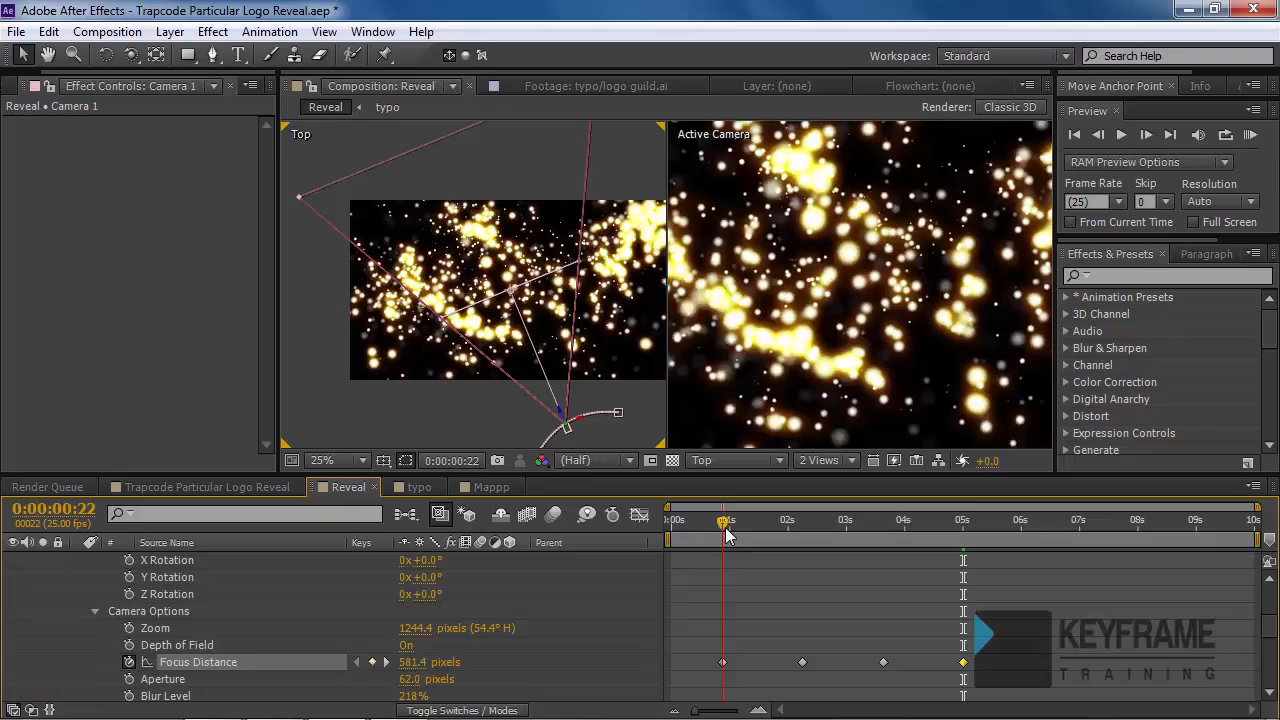 Adobe After Effects - Trapcode Particular Logo Reveal.aep *
File Edit Composition Layer Effect Animation View Window Help
Workspace: Standard Search Help
Effect Controls: Camera 1
Reveal • Camera 1
Composition: Reveal
Footage: typo/logo guild.ai
Layer: (none)
Flowchart: (none)
Reveal typo
Renderer: Classic 3D
Top
Active Camera
25% 0:00:00:22 (Half) Top 2 Views +0.0
Move Anchor Point Info
Preview
RAM Preview Options
Frame Rate Skip Resolution
(25) 0 Auto
From Current Time Full Screen
Effects & Presets Paragraph
* Animation Presets
3D Channel
Audio
Blur & Sharpen
Channel
Color Correction
Digital Anarchy
Distort
Expression Controls
Generate
Render Queue Trapcode Particular Logo Reveal Reveal typo Mappp
0:00:00:22
00022 (25.00 fps)
# Source Name Keys Parent
:00s 01s 02s 03s 04s 05s 06s 07s 08s 09s 10s
X Rotation 0x+0.0°
Y Rotation 0x+0.0°
Z Rotation 0x+0.0°
Camera Options
Zoom 1244.4 pixels (54.4° H)
Depth of Field On
Focus Distance 581.4 pixels
Aperture 62.0 pixels
Blur Level 218%
Toggle Switches / Modes
KEYFRAME
TRAINING